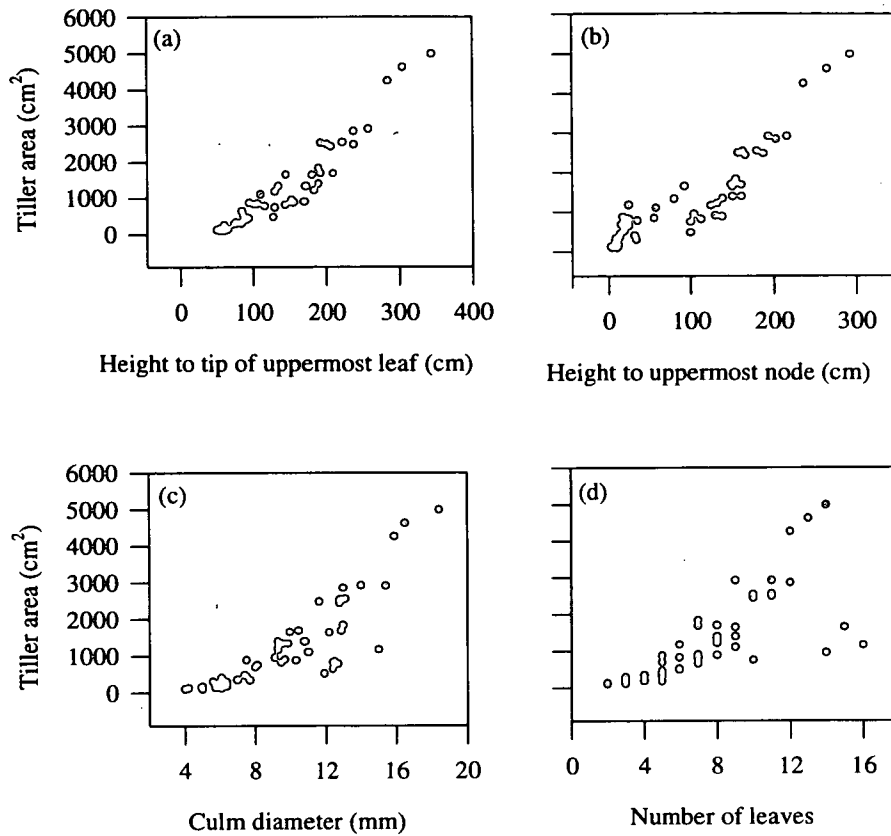 (a)
6000
5000
4000
3000
2000
1000
0
Tiller area (cm²)
0 100 200 300 400
Height to tip of uppermost leaf (cm)
(b)
0 100 200 300
Height to uppermost node (cm)
(c)
6000
5000
4000
3000
2000
1000
0
Tiller area (cm²)
4 8 12 16 20
Culm diameter (mm)
(d)
0 4 8 12 16
Number of leaves